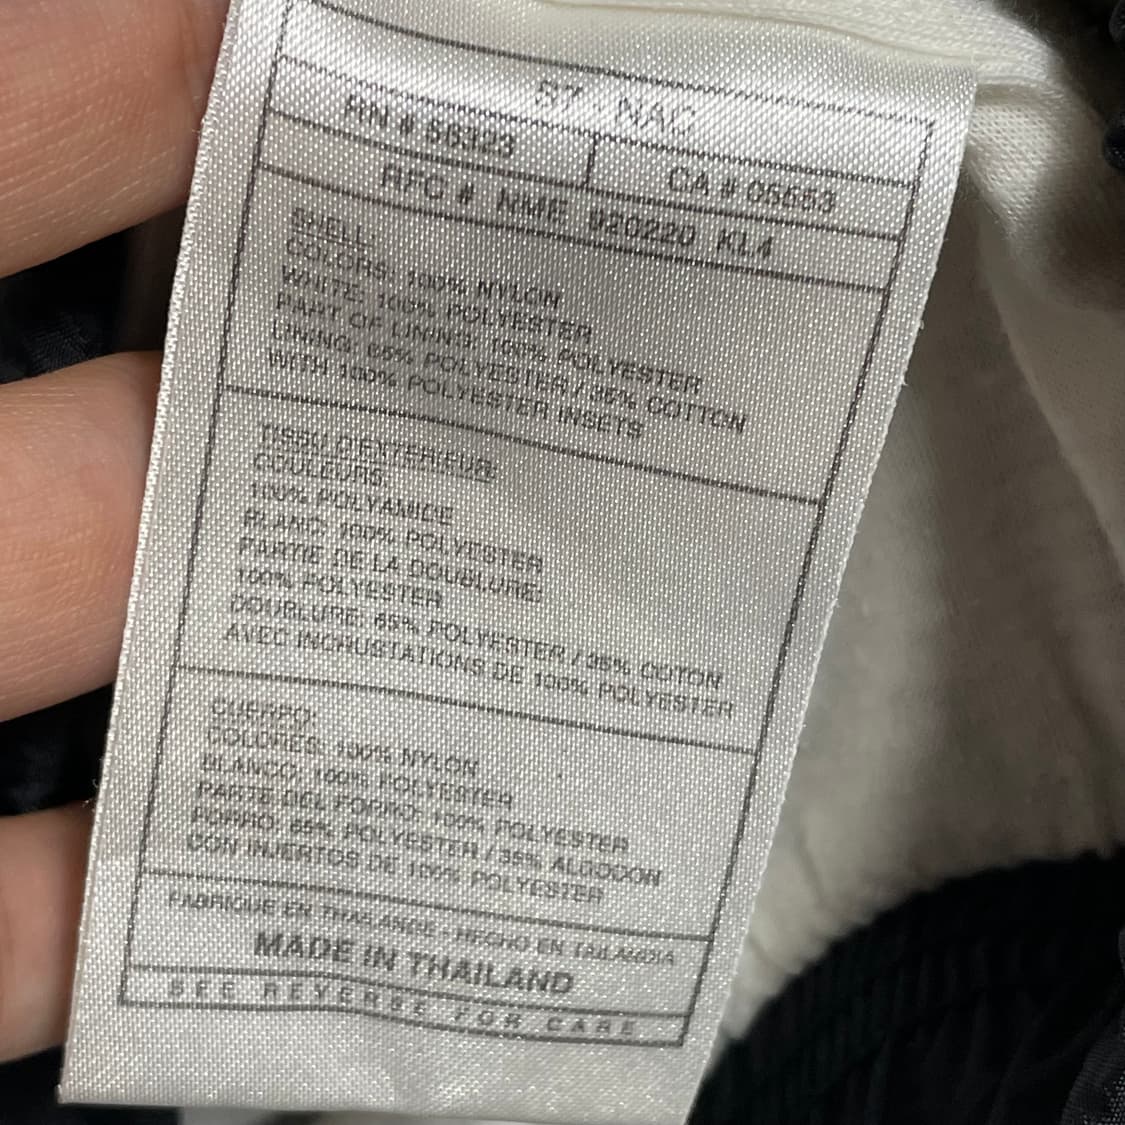 57 - NAC
RN # 56323
CA # 05553
RFC # NME 920220 KL4
SHELL:
COLORS: 100% NYLON
WHITE: 100% POLYESTER
PART OF LINING: 100% POLYESTER
LINING: 65% POLYESTER / 35% COTTON
WITH 100% POLYESTER INSETS
TISSU D'EXTERIEUR:
COULEURS:
100% POLYAMIDE
BLANC: 100% POLYESTER
PARTIE DE LA DOUBLURE:
100% POLYESTER
DOUBLURE: 65% POLYESTER / 35% COTON
AVEC INCRUSTATIONS DE 100% POLYESTER
CUERPO:
COLORES: 100% NYLON
BLANCO: 100% POLYESTER
PARTE DEL FORRO: 100% POLYESTER
FORRO: 65% POLYESTER / 35% ALGODON
CON INJERTOS DE 100% POLYESTER
FABRIQUE EN THAILANDE - HECHO EN TAILANDIA
MADE IN THAILAND
SEE REVERSE FOR CARE